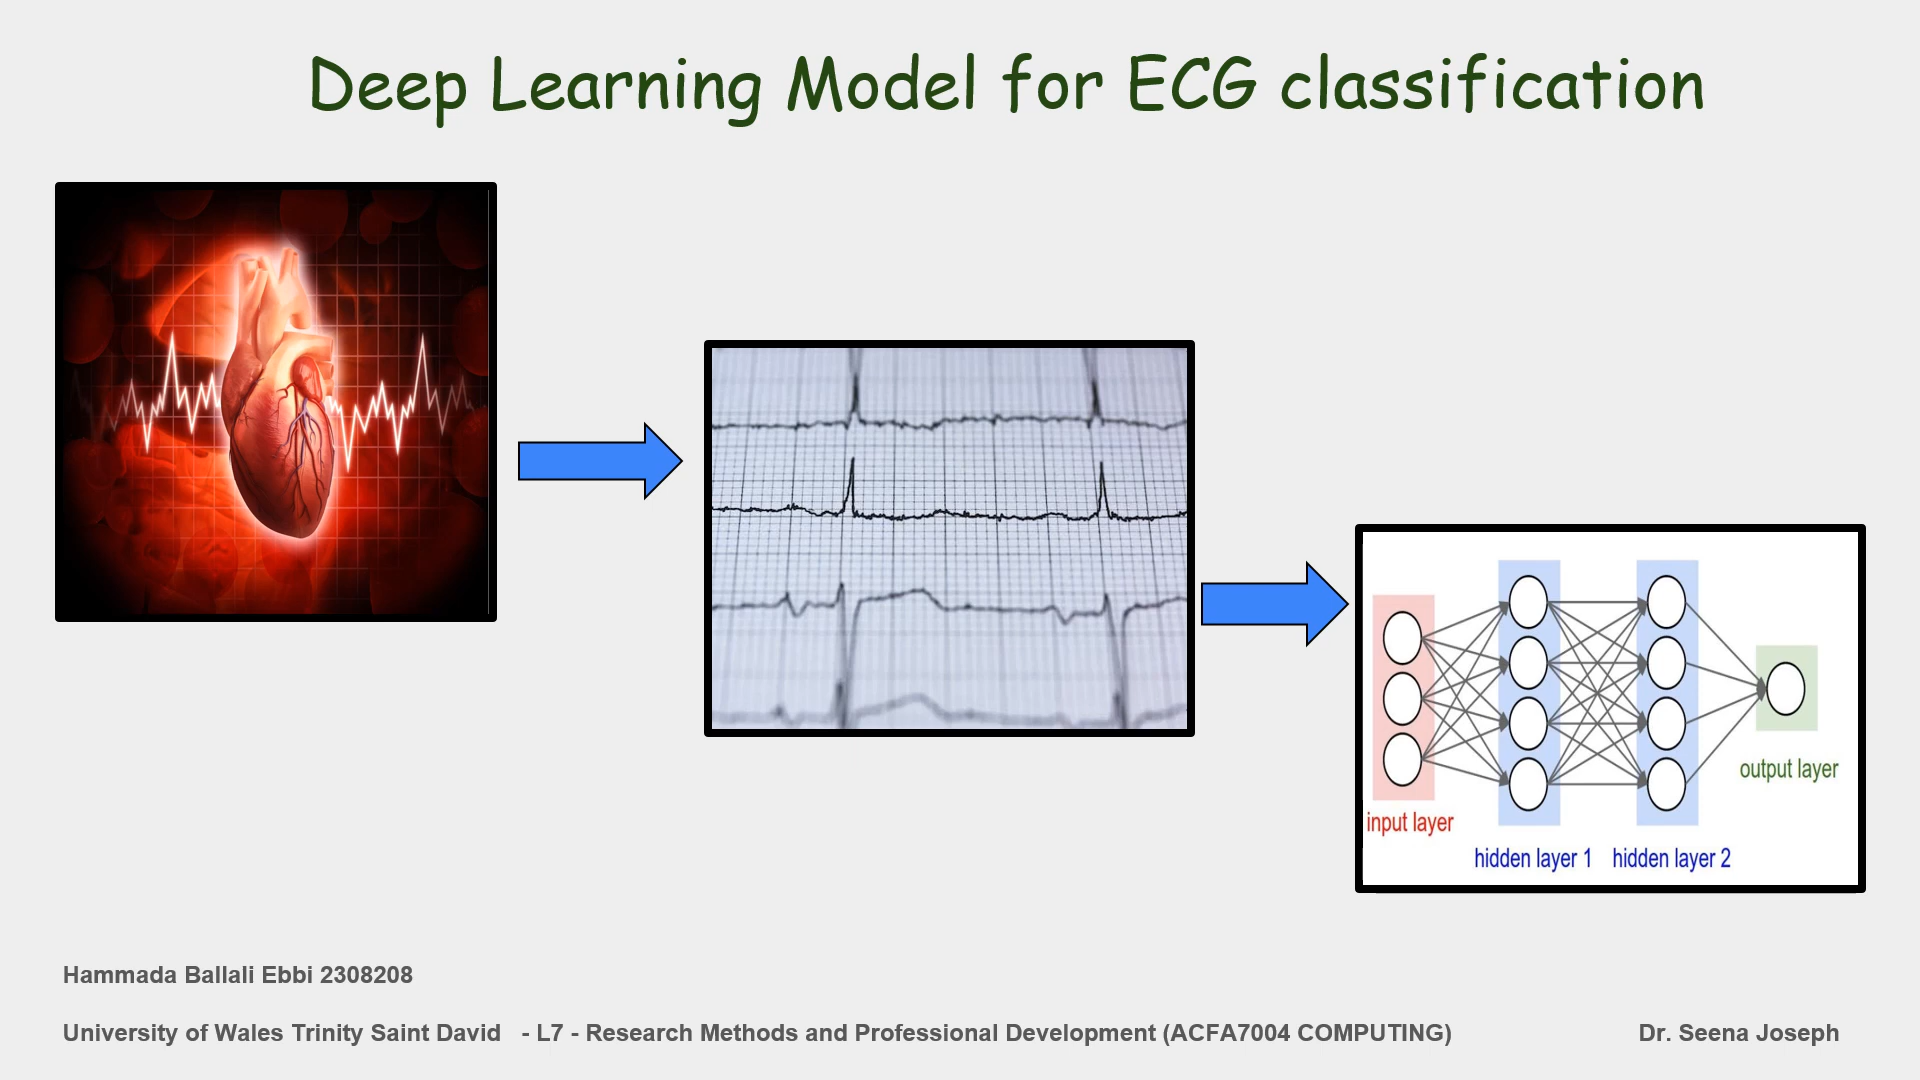 Deep Learning Model for ECG classification
input layer
hidden layer 1
hidden layer 2
output layer
Hammada Ballali Ebbi 2308208
University of Wales Trinity Saint David - L7 - Research Methods and Professional Development (ACFA7004 COMPUTING) Dr. Seena Joseph